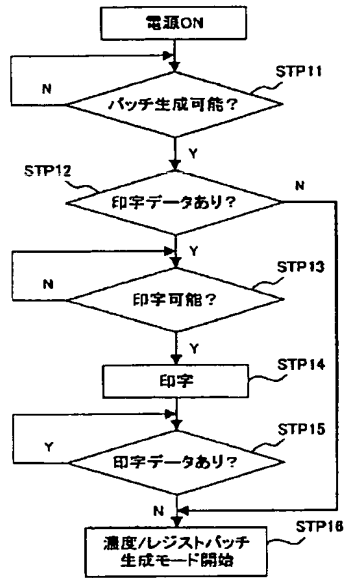 電源ON
STP11
N
パッチ生成可能？
Y
STP12
N
印字データあり？
Y
STP13
N
印字可能？
Y
STP14
印字
STP15
Y
印字データあり？
N
STP16
濃度/レジストパッチ
生成モード開始